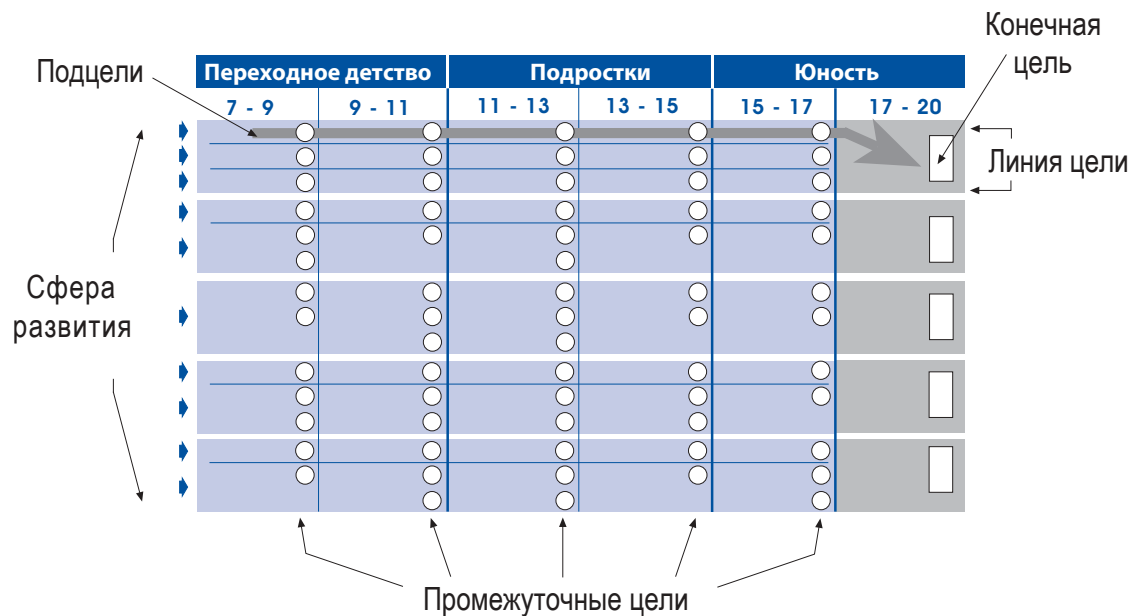 Конечная
цель
Подцели
Переходное детство
Подростки
Юность
7 - 9
9 - 11
11 - 13
13 - 15
15 - 17
17 - 20
Линия цели
Сфера
развития
Промежуточные цели